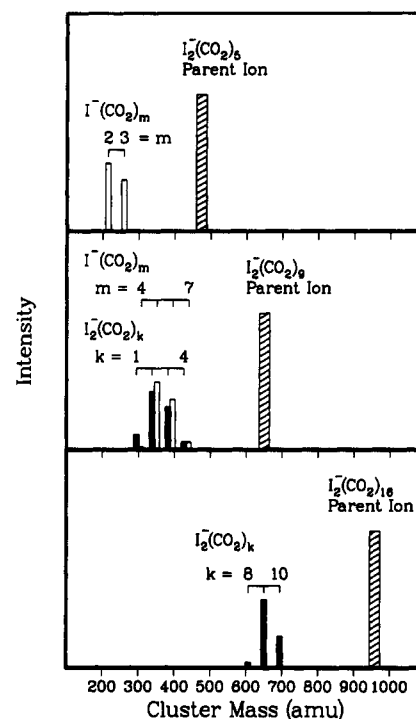 I₂⁻(CO₂)₅
Parent Ion
I⁻(CO₂)ₘ
2 3 = m
I⁻(CO₂)ₘ
m = 4 7
I₂⁻(CO₂)₉
Parent Ion
I₂⁻(CO₂)ₖ
k = 1 4
I₂⁻(CO₂)₁₆
Parent Ion
I₂⁻(CO₂)ₖ
k = 8 10
Intensity
200 300 400 500 600 700 800 900 1000
Cluster Mass (amu)